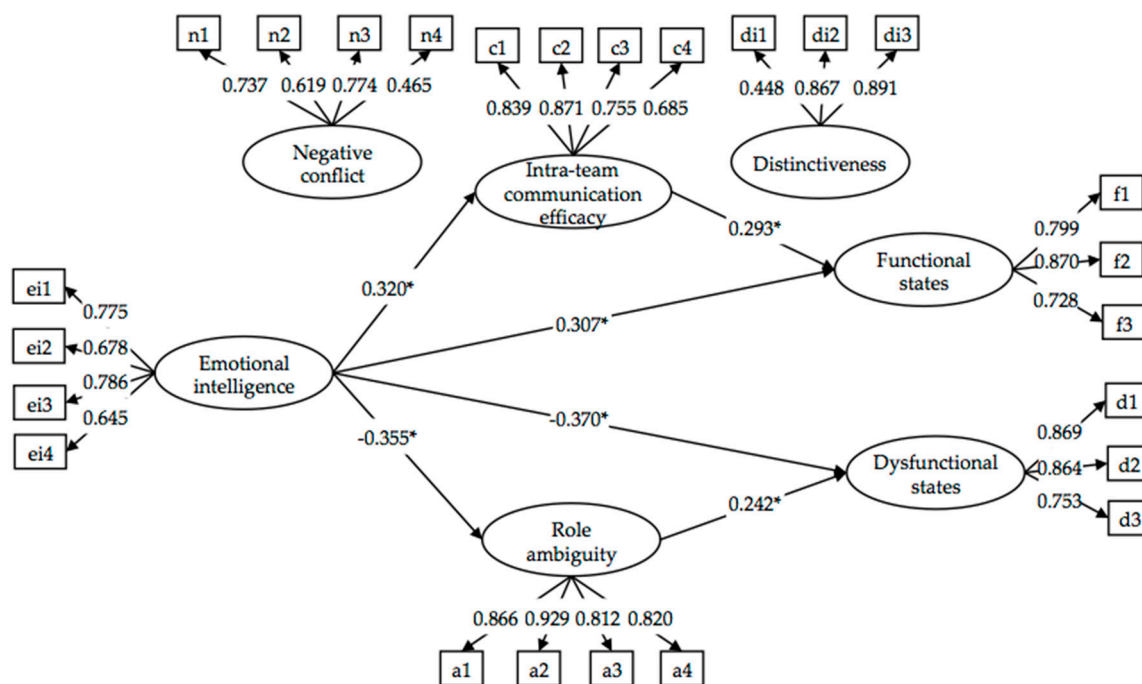 n1 n2 n3 n4
c1 c2 c3 c4
di1 di2 di3
0.737 0.619 0.774 0.465
0.839 0.871 0.755 0.685
0.448 0.867 0.891
Negative
conflict
Intra-team
communication
efficacy
Distinctiveness
f1
0.799
f2
0.870
0.728
f3
0.293*
Functional
states
0.320*
0.307*
ei1
0.775
ei2
0.678
0.786
ei3
0.645
ei4
Emotional
intelligence
-0.355*
-0.370*
d1
0.869
d2
0.864
0.753
d3
Dysfunctional
states
0.242*
Role
ambiguity
0.866 0.929 0.812 0.820
a1 a2 a3 a4